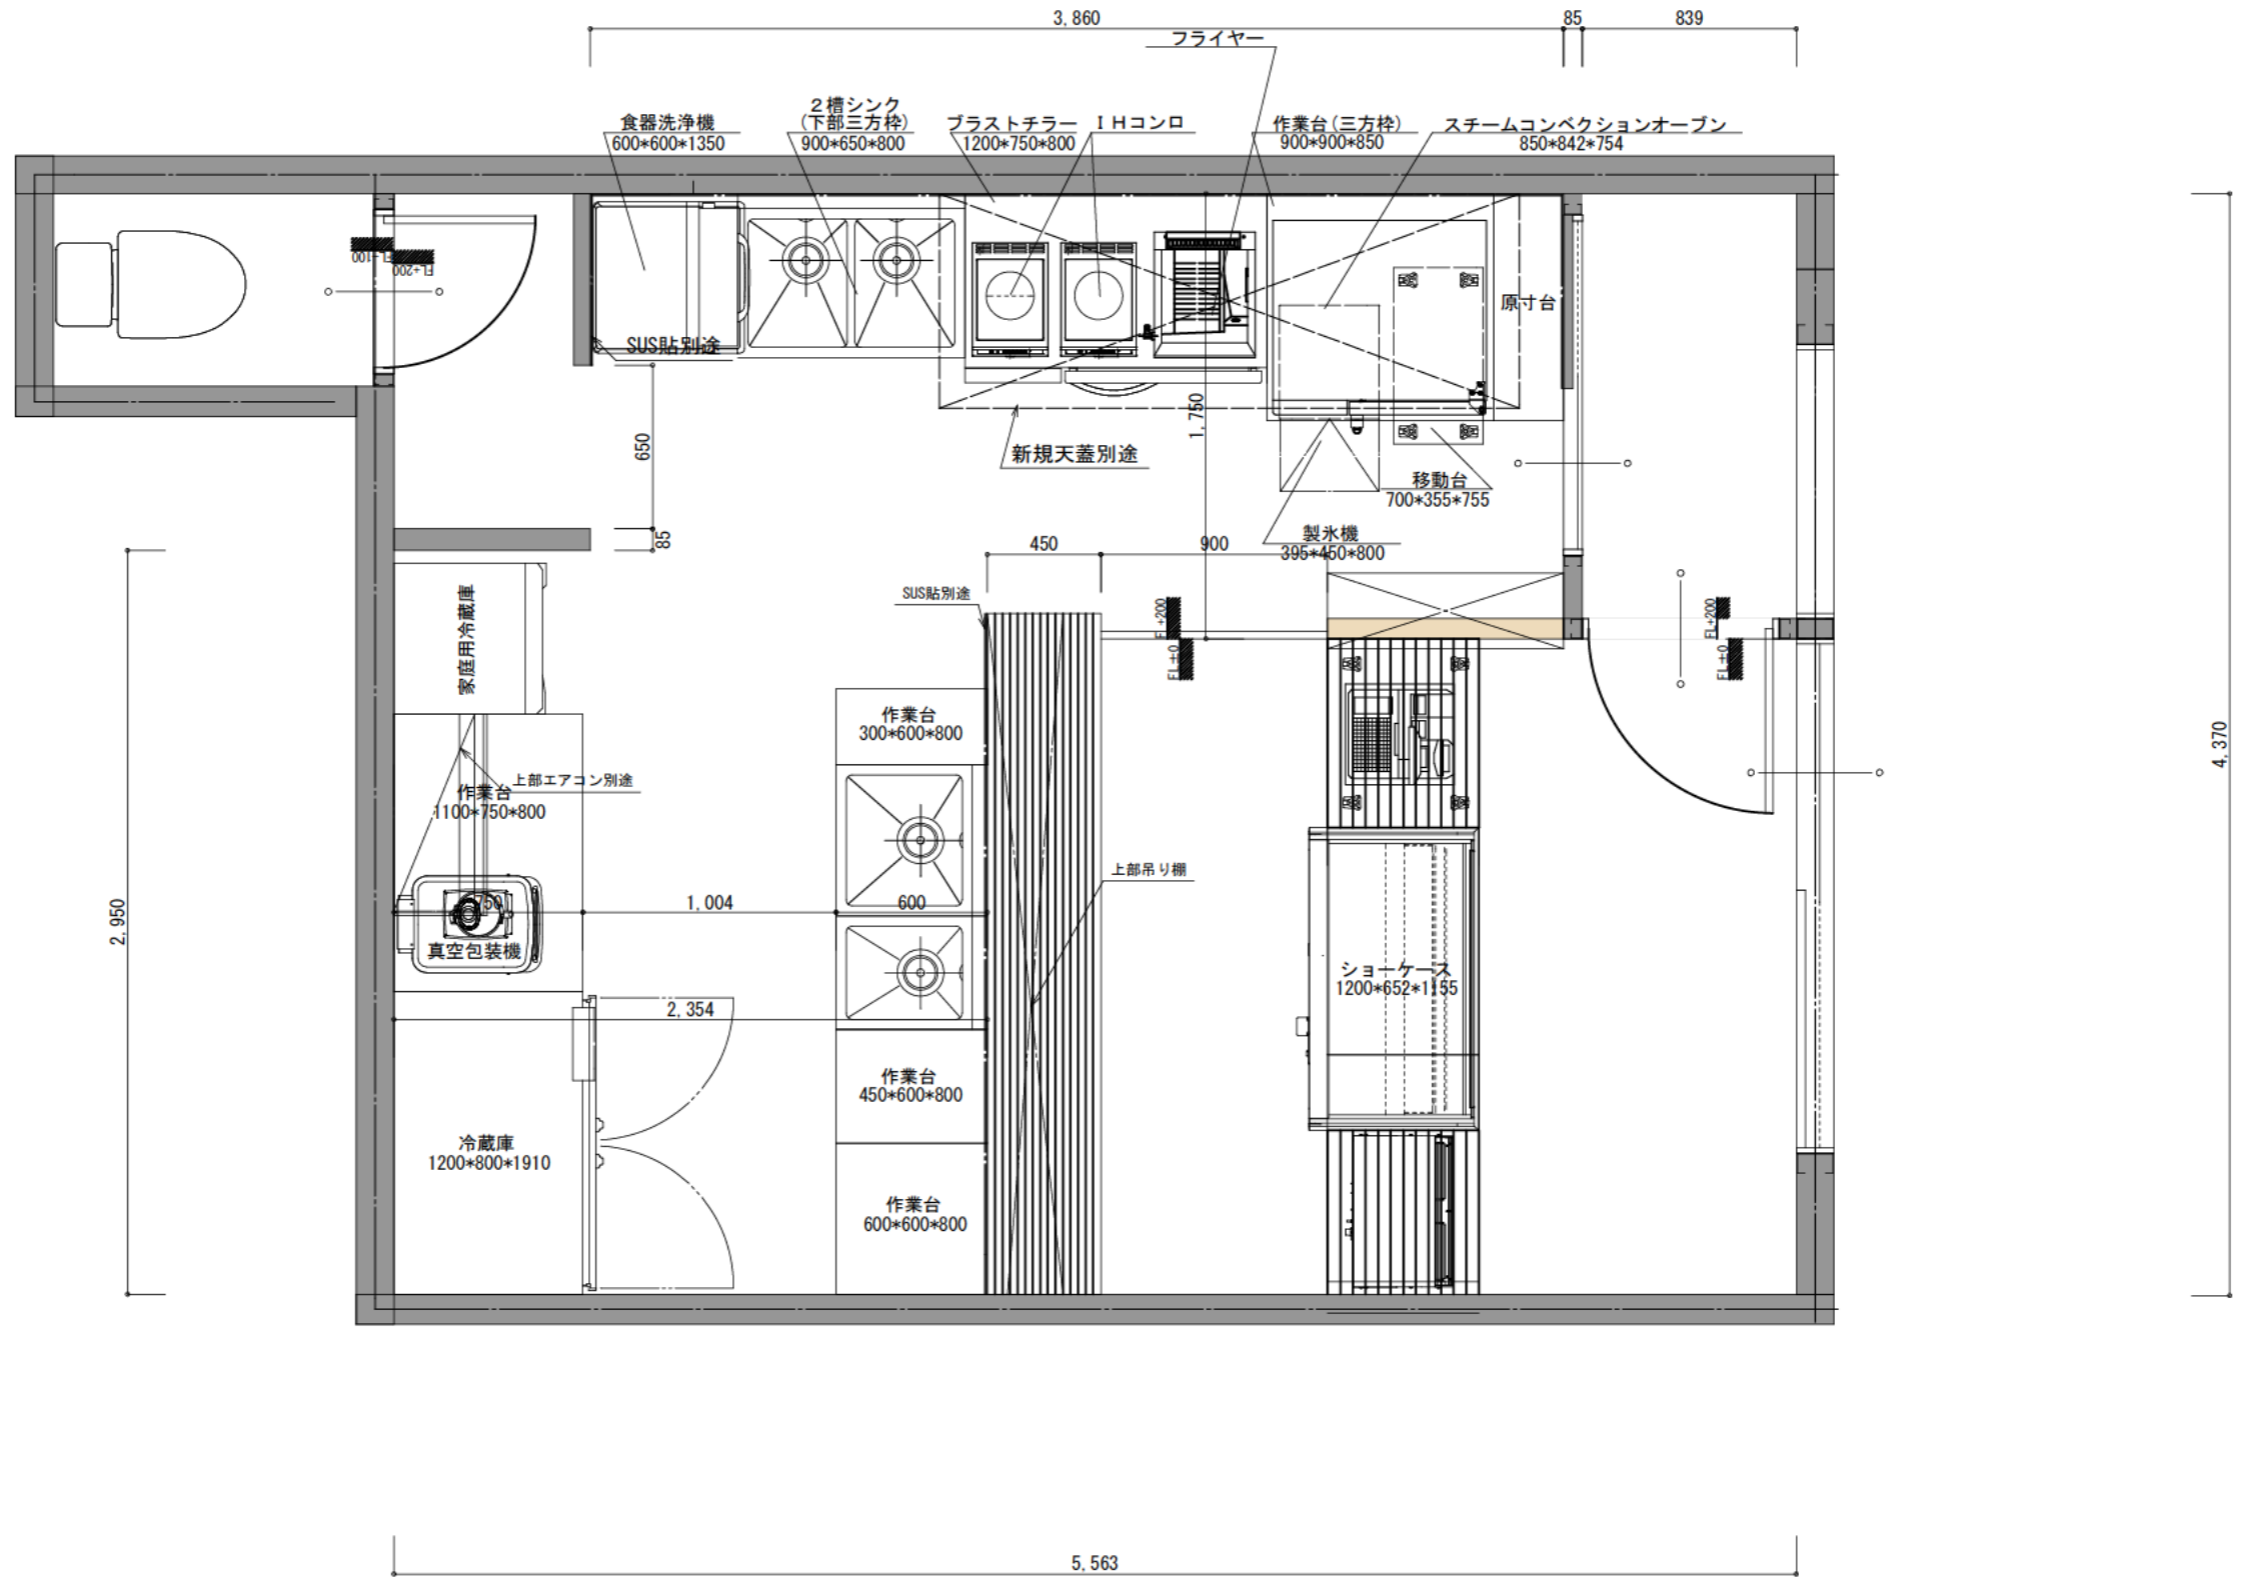 3,860
85
839
フライヤー
食器洗浄機
600*600*1350
２槽シンク
(下部三方枠)
900*650*800
ブラストチラー
1200*750*800
ＩＨコンロ
作業台(三方枠)
900*900*850
スチームコンベクションオーブン
850*842*754
FL+100
FL+200
SUS貼別途
原寸台
650
1,750
新規天蓋別途
移動台
700*355*755
製氷機
395*450*800
85
450
900
SUS貼別途
FL+200
FL±0
FL+200
FL±0
家庭用冷蔵庫
作業台
300*600*800
上部エアコン別途
作業台
1100*750*800
4,370
上部吊り棚
2,950
750
1,004
600
真空包装機
ショーケース
1200*652*1155
2,354
作業台
450*600*800
冷蔵庫
1200*800*1910
作業台
600*600*800
5,563